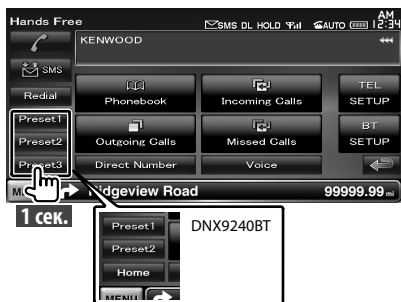 Hands Free
SMS DL HOLD AUTO AM 12:34
KENWOOD
SMS
Redial
Phonebook
Incoming Calls
TEL SETUP
Preset1
Preset2
Outgoing Calls
Missed Calls
BT SETUP
Preset3
Direct Number
Voice
Ridgeview Road
99999.99 mi
1 сек.
Preset1
Preset2
Home
MENU
DNX9240BT